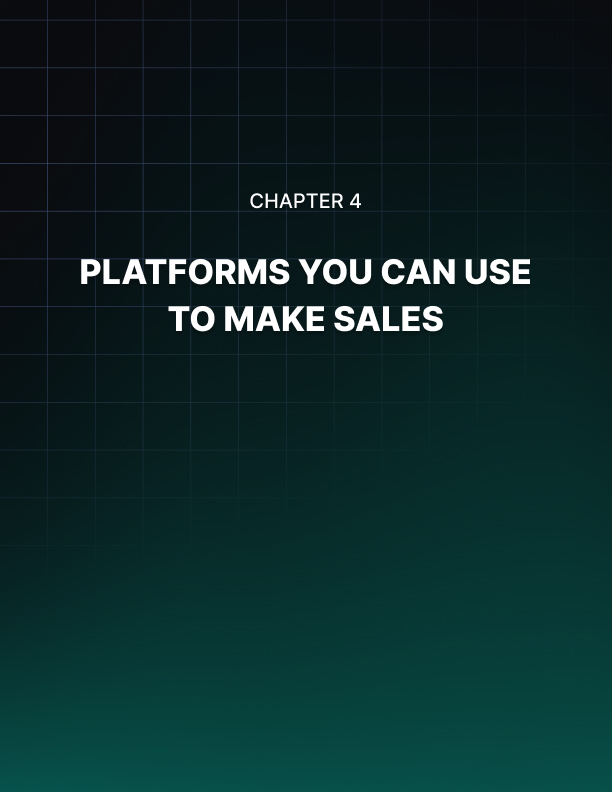 CHAPTER 4
PLATFORMS YOU CAN USE
TO MAKE SALES